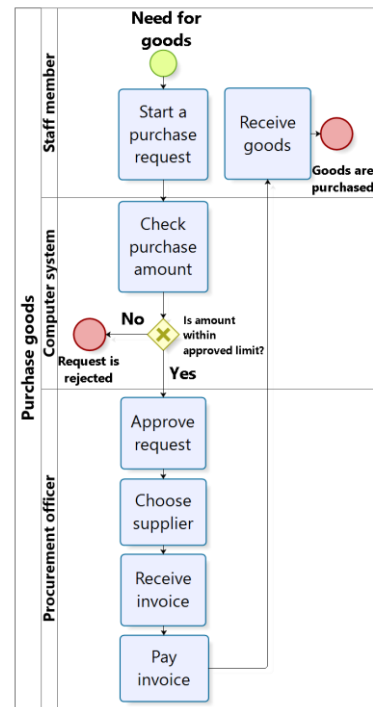 Purchase goods
Staff member
Need for
goods
Start a
purchase
request
Receive
goods
Goods are
purchased
Computer system
Check
purchase
amount
No
Is amount
within
approved limit?
Request is
rejected
Yes
Procurement officer
Approve
request
Choose
supplier
Receive
invoice
Pay
invoice